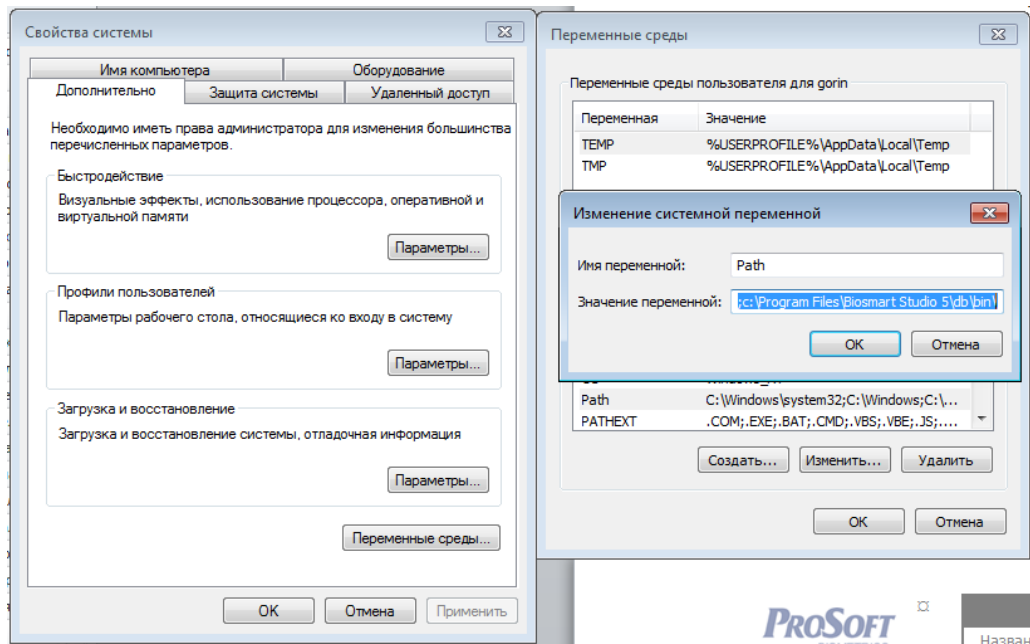 Свойства системы
Имя компьютера
Оборудование
Дополнительно
Защита системы
Удаленный доступ
Необходимо иметь права администратора для изменения большинства
перечисленных параметров.
Быстродействие
Визуальные эффекты, использование процессора, оперативной и
виртуальной памяти
Параметры...
Профили пользователей
Параметры рабочего стола, относящиеся ко входу в систему
Параметры...
Загрузка и восстановление
Загрузка и восстановление системы, отладочная информация
Параметры...
Переменные среды...
ОК
Отмена
Применить
Переменные среды
Переменные среды пользователя для gorin
Переменная
Значение
TEMP
%USERPROFILE%\AppData\Local\Temp
TMP
%USERPROFILE%\AppData\Local\Temp
Изменение системной переменной
Имя переменной:
Path
Значение переменной:
;c:\Program Files\Biosmart Studio 5\db\bin\
ОК
Отмена
Path
C:\Windows\system32;C:\Windows;C:\...
PATHEXT
.COM;.EXE;.BAT;.CMD;.VBS;.VBE;.JS;....
Создать...
Изменить...
Удалить
ОК
Отмена
PROSOFT
Назван